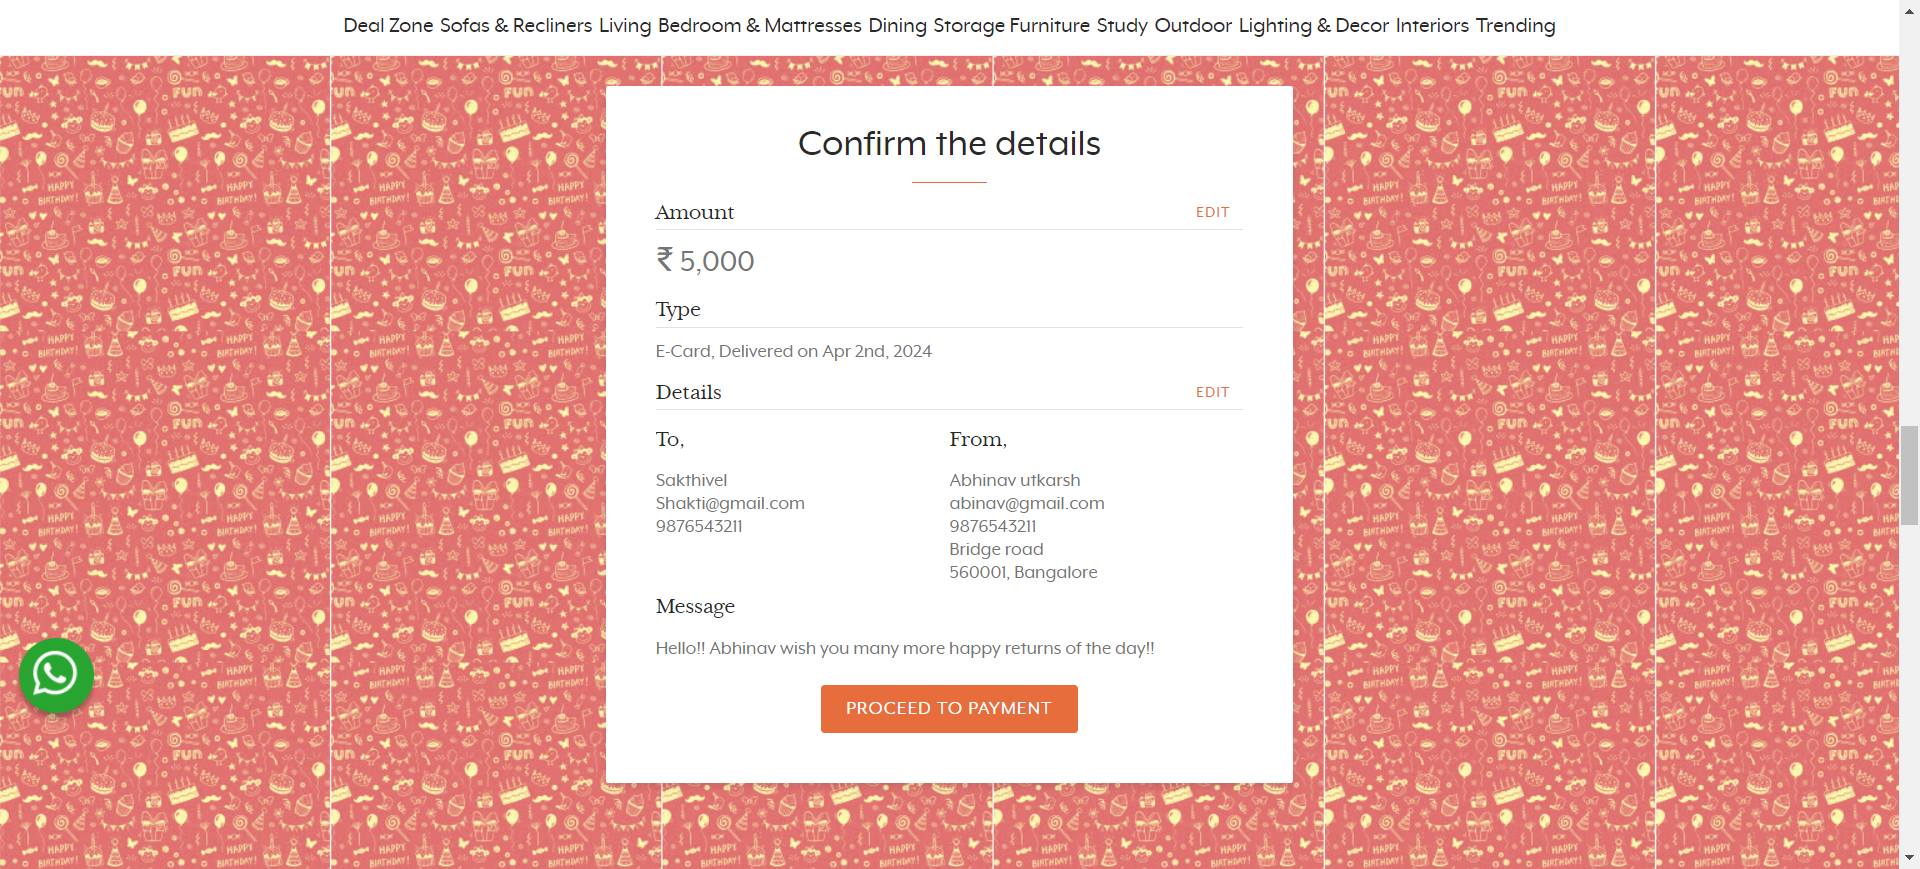 Deal Zone Sofas & Recliners Living Bedroom & Mattresses Dining Storage Furniture Study Outdoor Lighting & Decor Interiors Trending
Confirm the details
Amount EDIT
₹ 5,000
Type
E-Card, Delivered on Apr 2nd, 2024
Details EDIT
To, From,
Sakthivel Abhinav utkarsh
Shakti@gmail.com abinav@gmail.com
9876543211 9876543211
Bridge road
560001, Bangalore
Message
Hello!! Abhinav wish you many more happy returns of the day!!
PROCEED TO PAYMENT
FUN
HAPPY
BIRTHDAY!